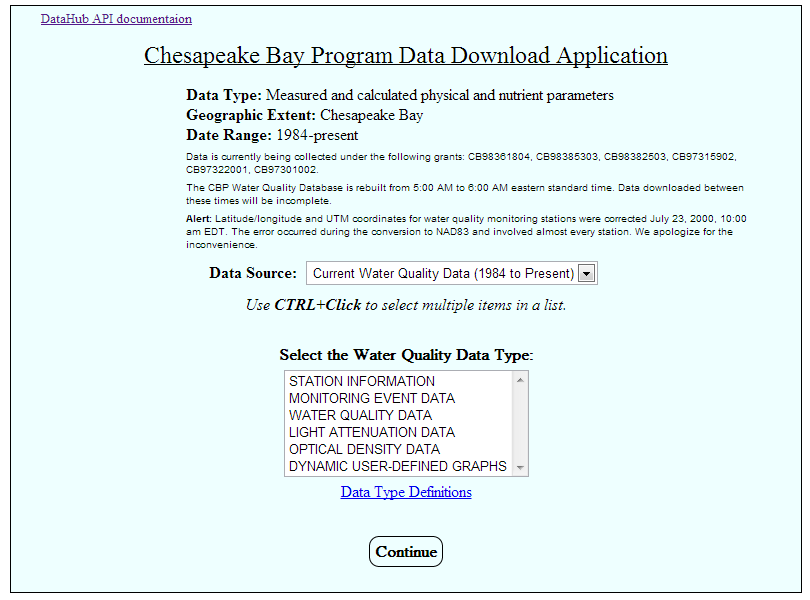 DataHub API documentaion
Chesapeake Bay Program Data Download Application
Data Type: Measured and calculated physical and nutrient parameters
Geographic Extent: Chesapeake Bay
Date Range: 1984-present
Data is currently being collected under the following grants: CB98361804, CB98385303, CB98382503, CB97315902,
CB97322001, CB97301002.
The CBP Water Quality Database is rebuilt from 5:00 AM to 6:00 AM eastern standard time. Data downloaded between
these times will be incomplete.
Alert: Latitude/longitude and UTM coordinates for water quality monitoring stations were corrected July 23, 2000, 10:00
am EDT. The error occurred during the conversion to NAD83 and involved almost every station. We apologize for the
inconvenience.
Data Source: Current Water Quality Data (1984 to Present)
Use CTRL+Click to select multiple items in a list.
Select the Water Quality Data Type:
STATION INFORMATION
MONITORING EVENT DATA
WATER QUALITY DATA
LIGHT ATTENUATION DATA
OPTICAL DENSITY DATA
DYNAMIC USER-DEFINED GRAPHS
Data Type Definitions
Continue